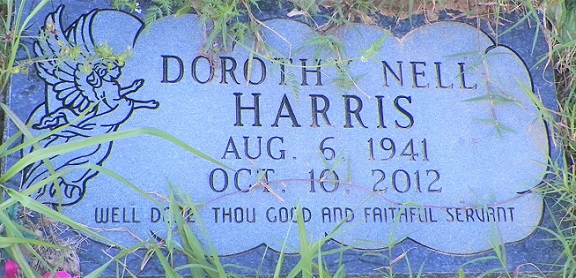 DOROTHY NELL
HARRIS
AUG. 6, 1941
OCT. 10, 2012
WELL DONE THOU GOOD AND FAITHFUL SERVANT